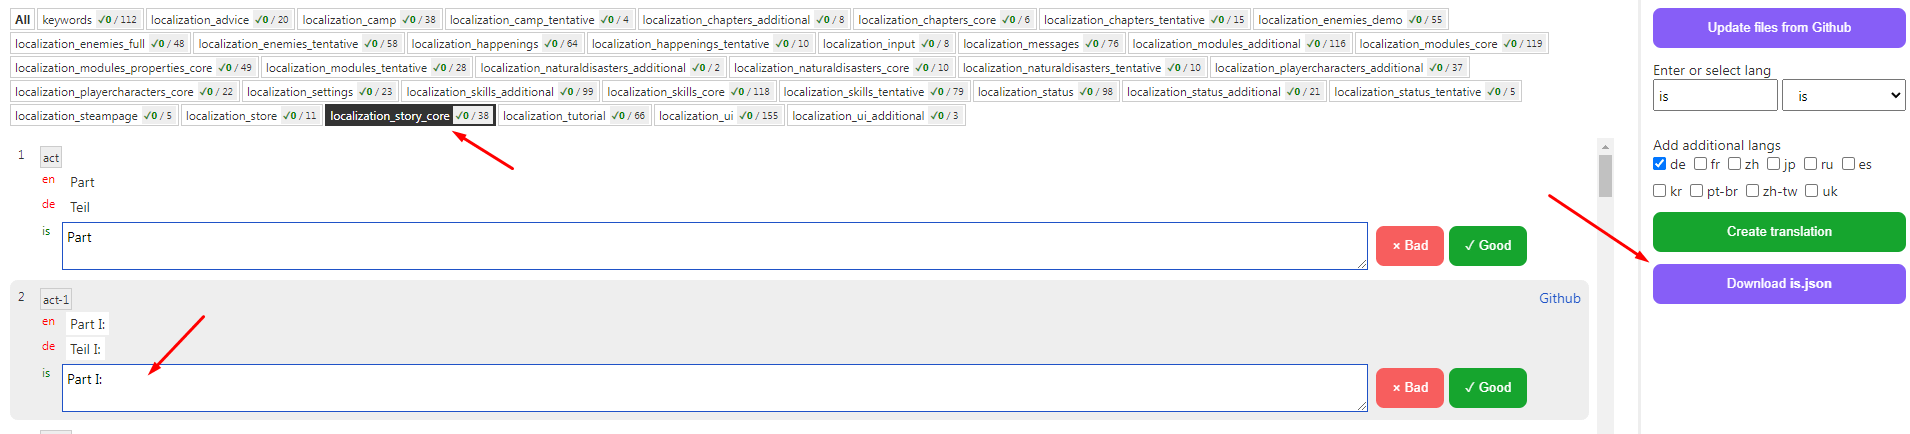 All keywords ✓0 / 112 localization_advice ✓0 / 20 localization_camp ✓0 / 38 localization_camp_tentative ✓0 / 4 localization_chapters_additional ✓0 / 8 localization_chapters_core ✓0 / 6 localization_chapters_tentative ✓0 / 15 localization_enemies_demo ✓0 / 55
localization_enemies_full ✓0 / 48 localization_enemies_tentative ✓0 / 58 localization_happenings ✓0 / 64 localization_happenings_tentative ✓0 / 10 localization_input ✓0 / 8 localization_messages ✓0 / 76 localization_modules_additional ✓0 / 116 localization_modules_core ✓0 / 119
localization_modules_properties_core ✓0 / 49 localization_modules_tentative ✓0 / 28 localization_naturaldisasters_additional ✓0 / 2 localization_naturaldisasters_core ✓0 / 10 localization_naturaldisasters_tentative ✓0 / 10 localization_playercharacters_additional ✓0 / 37
localization_playercharacters_core ✓0 / 22 localization_settings ✓0 / 23 localization_skills_additional ✓0 / 99 localization_skills_core ✓0 / 118 localization_skills_tentative ✓0 / 79 localization_status ✓0 / 98 localization_status_additional ✓0 / 21 localization_status_tentative ✓0 / 5
localization_steampage ✓0 / 5 localization_store ✓0 / 11 localization_story_core ✓0 / 38 localization_tutorial ✓0 / 66 localization_ui ✓0 / 155 localization_ui_additional ✓0 / 3
1 act
en Part
de Teil
is Part
× Bad ✓ Good
2 act-1 Github
en Part I:
de Teil I:
is Part I:
× Bad ✓ Good
Update files from Github
Enter or select lang
is is
Add additional langs
de fr zh jp ru es
kr pt-br zh-tw uk
Create translation
Download is.json